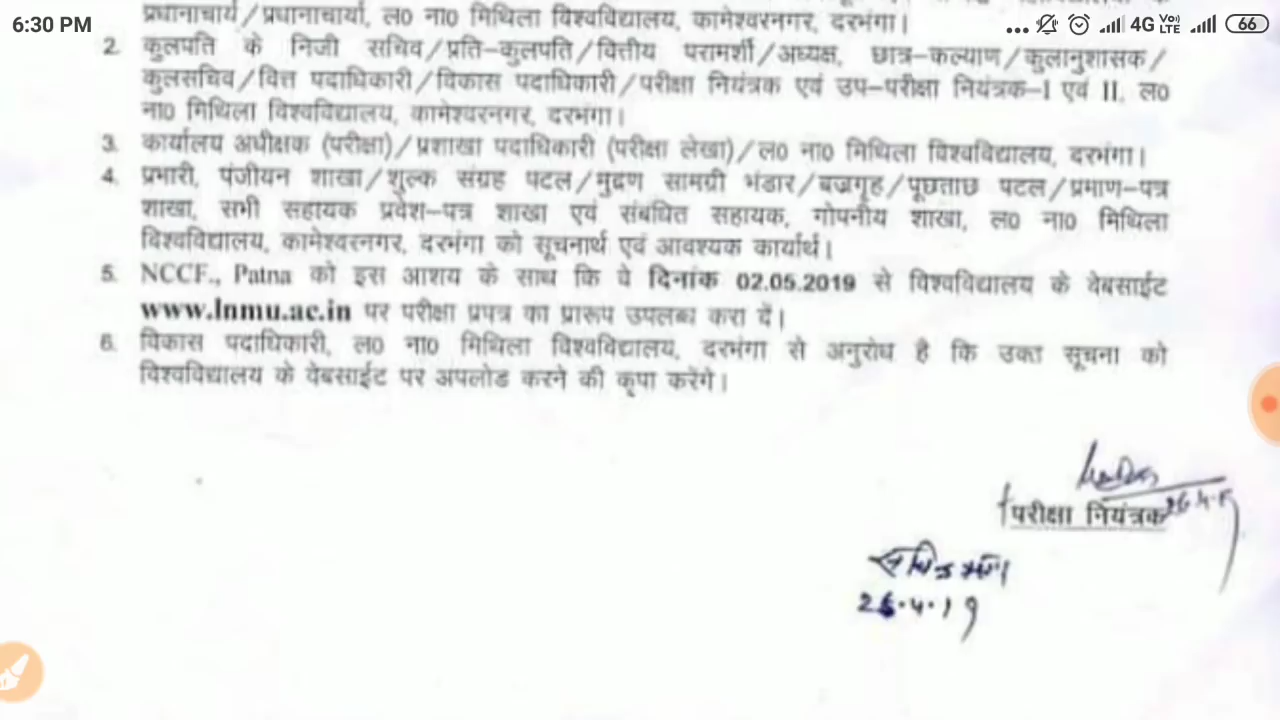 6:30 PM ... 4G Vo) LTE 66
प्रधानाचार्य/प्रधानाचार्या, ल0 ना0 मिथिला विश्वविद्यालय, कामेश्वरनगर, दरभंगा।
2. कुलपति के निजी सचिव/प्रति-कुलपति/वित्तीय परामर्शी/अध्यक्ष, छात्र-कल्याण/कुलानुशासक/
कुलसचिव/वित्त पदाधिकारी/विकास पदाधिकारी/परीक्षा नियंत्रक एवं उप-परीक्षा नियंत्रक-I एवं II, ल0
ना0 मिथिला विश्वविद्यालय, कामेश्वरनगर, दरभंगा।
3. कार्यालय अधीक्षक (परीक्षा)/प्रशाखा पदाधिकारी (परीक्षा लेखा)/ल0 ना0 मिथिला विश्वविद्यालय, दरभंगा।
4. प्रभारी, पंजीयन शाखा/शुल्क संग्रह पटल/मुद्रण सामग्री भंडार/बज्रगृह/पूछताछ पटल/प्रमाण-पत्र
शाखा, सभी सहायक प्रवेश-पत्र शाखा एवं संबंधित सहायक, गोपनीय शाखा, ल0 ना0 मिथिला
विश्वविद्यालय, कामेश्वरनगर, दरभंगा को सूचनार्थ एवं आवश्यक कार्यार्थ।
5. NCCF., Patna को इस आशय के साथ कि वे दिनांक 02.05.2019 से विश्वविद्यालय के वेबसाईट
www.lnmu.ac.in पर परीक्षा प्रपत्र का प्रारूप उपलब्ध करा दें।
6. विकास पदाधिकारी, ल0 ना0 मिथिला विश्वविद्यालय, दरभंगा से अनुरोध है कि उक्त सूचना को
विश्वविद्यालय के वेबसाईट पर अपलोड करने की कृपा करेंगे।
परीक्षा नियंत्रक
26.4.19